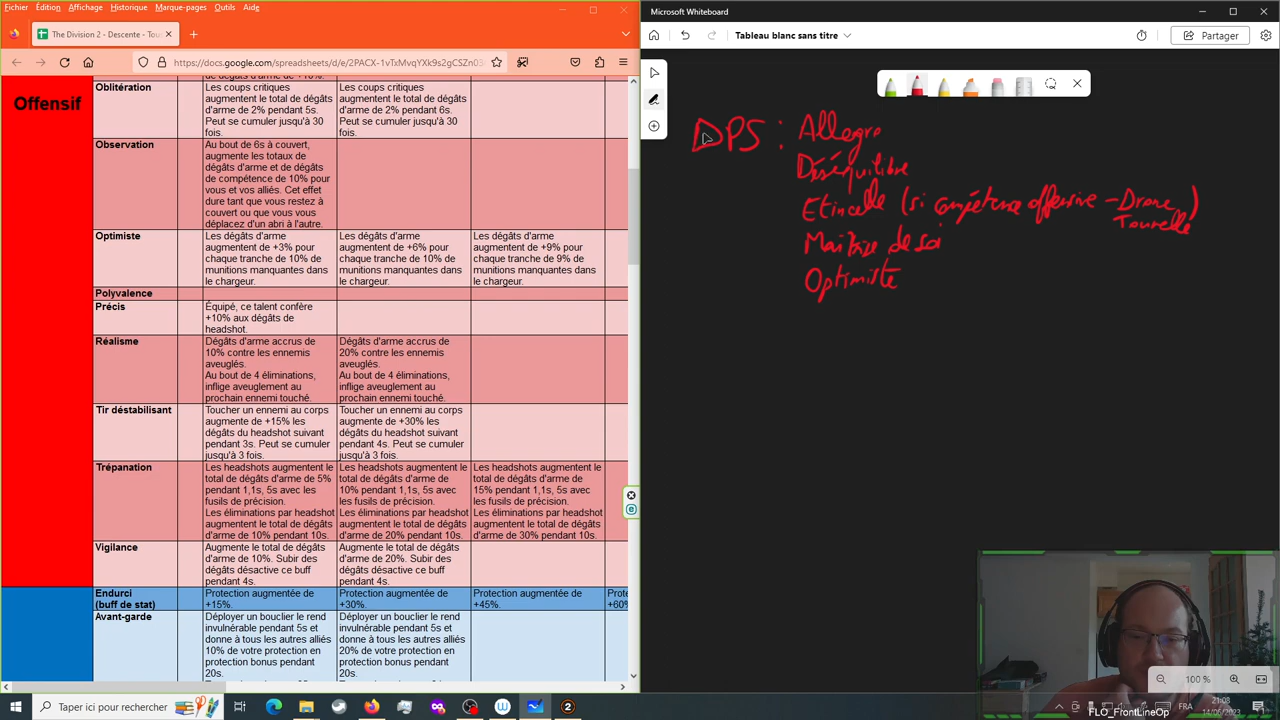 Fichier Édition Affichage Historique Marque-pages Outils Aide
The Division 2 - Descente - Tou
https://docs.google.com/spreadsheets/d/e/2PACX-1vTxMvqYXk9s2gCSZn03
Offensif
de dégâts d'arme de +10%.
Oblitération
Les coups critiques augmentent le total de dégâts d'arme de 2% pendant 5s. Peut se cumuler jusqu'à 30 fois.
Les coups critiques augmentent le total de dégâts d'arme de 2% pendant 6s. Peut se cumuler jusqu'à 30 fois.
Observation
Au bout de 6s à couvert, augmente les totaux de dégâts d'arme et de dégâts de compétence de 10% pour vous et vos alliés. Cet effet dure tant que vous restez à couvert ou que vous vous déplacez d'un abri à l'autre.
Optimiste
Les dégâts d'arme augmentent de +3% pour chaque tranche de 10% de munitions manquantes dans le chargeur.
Les dégâts d'arme augmentent de +6% pour chaque tranche de 10% de munitions manquantes dans le chargeur.
Les dégâts d'arme augmentent de +9% pour chaque tranche de 9% de munitions manquantes dans le chargeur.
Polyvalence
Précis
Équipé, ce talent confère +10% aux dégâts de headshot.
Réalisme
Dégâts d'arme accrus de 10% contre les ennemis aveuglés.
Au bout de 4 éliminations, inflige aveuglement au prochain ennemi touché.
Dégâts d'arme accrus de 20% contre les ennemis aveuglés.
Au bout de 4 éliminations, inflige aveuglement au prochain ennemi touché.
Tir déstabilisant
Toucher un ennemi au corps augmente de +15% les dégâts du headshot suivant pendant 3s. Peut se cumuler jusqu'à 3 fois.
Toucher un ennemi au corps augmente de +30% les dégâts du headshot suivant pendant 4s. Peut se cumuler jusqu'à 3 fois.
Trépanation
Les headshots augmentent le total de dégâts d'arme de 5% pendant 1,1s, 5s avec les fusils de précision.
Les éliminations par headshot augmentent le total de dégâts d'arme de 10% pendant 10s.
Les headshots augmentent le total de dégâts d'arme de 10% pendant 1,1s, 5s avec les fusils de précision.
Les éliminations par headshot augmentent le total de dégâts d'arme de 20% pendant 10s.
Les headshots augmentent le total de dégâts d'arme de 15% pendant 1,1s, 5s avec les fusils de précision.
Les éliminations par headshot augmentent le total de dégâts d'arme de 30% pendant 10s.
Vigilance
Augmente le total de dégâts d'arme de 10%. Subir des dégâts désactive ce buff pendant 4s.
Augmente le total de dégâts d'arme de 20%. Subir des dégâts désactive ce buff pendant 4s.
Endurci
(buff de stat)
Protection augmentée de +15%.
Protection augmentée de +30%.
Protection augmentée de +45%.
+60%
Avant-garde
Déployer un bouclier le rend invulnérable pendant 5s et donne à tous les autres alliés 10% de votre protection en protection bonus pendant 20s.
Déployer un bouclier le rend invulnérable pendant 5s et donne à tous les autres alliés 20% de votre protection en protection bonus pendant 20s.
Taper ici pour rechercher
Microsoft Whiteboard
Tableau blanc sans titre
Partager
DPS : Allegro
Déséquilibre
Etincelle (si compétence offensive - Drone
Tourelle)
Maitrise de soi
Optimiste
100 %
FRA
21:08
14/06/2023
FLO_FrontLineOp